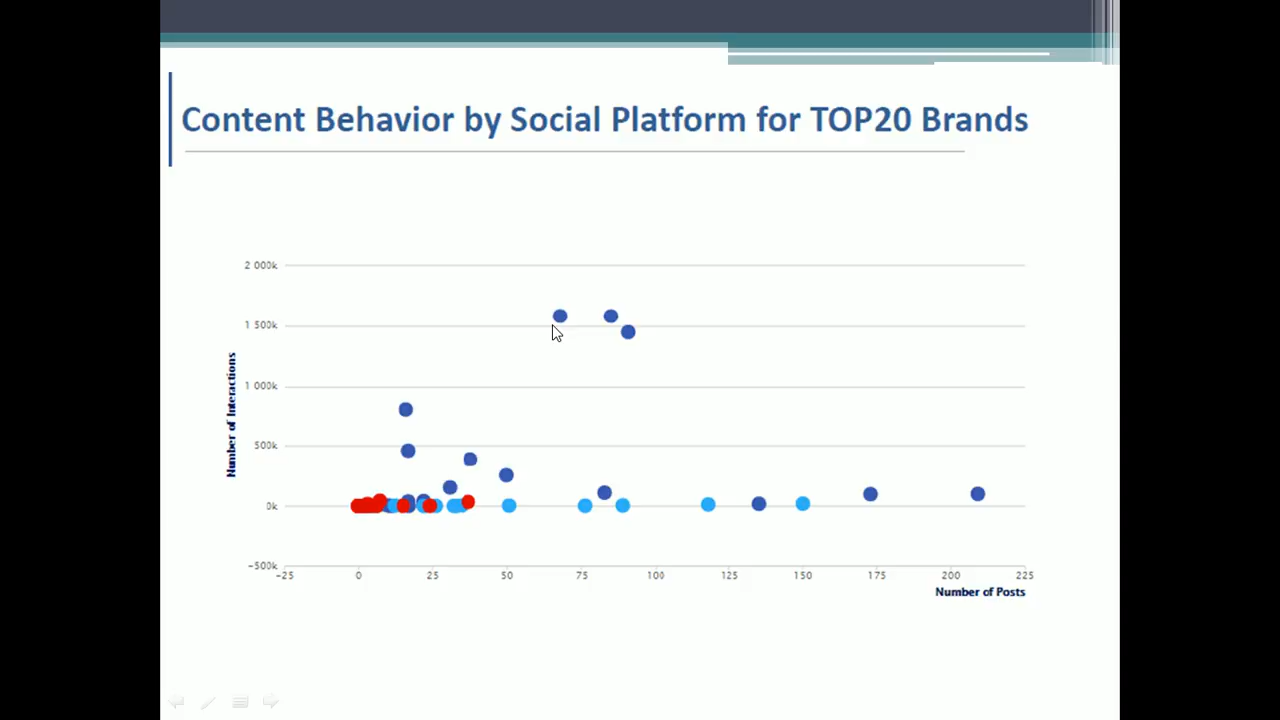 Content Behavior by Social Platform for TOP20 Brands
2 000k
1 500k
1 000k
500k
0k
−500k
Number of Interactions
−25 0 25 50 75 100 125 150 175 200 225
Number of Posts